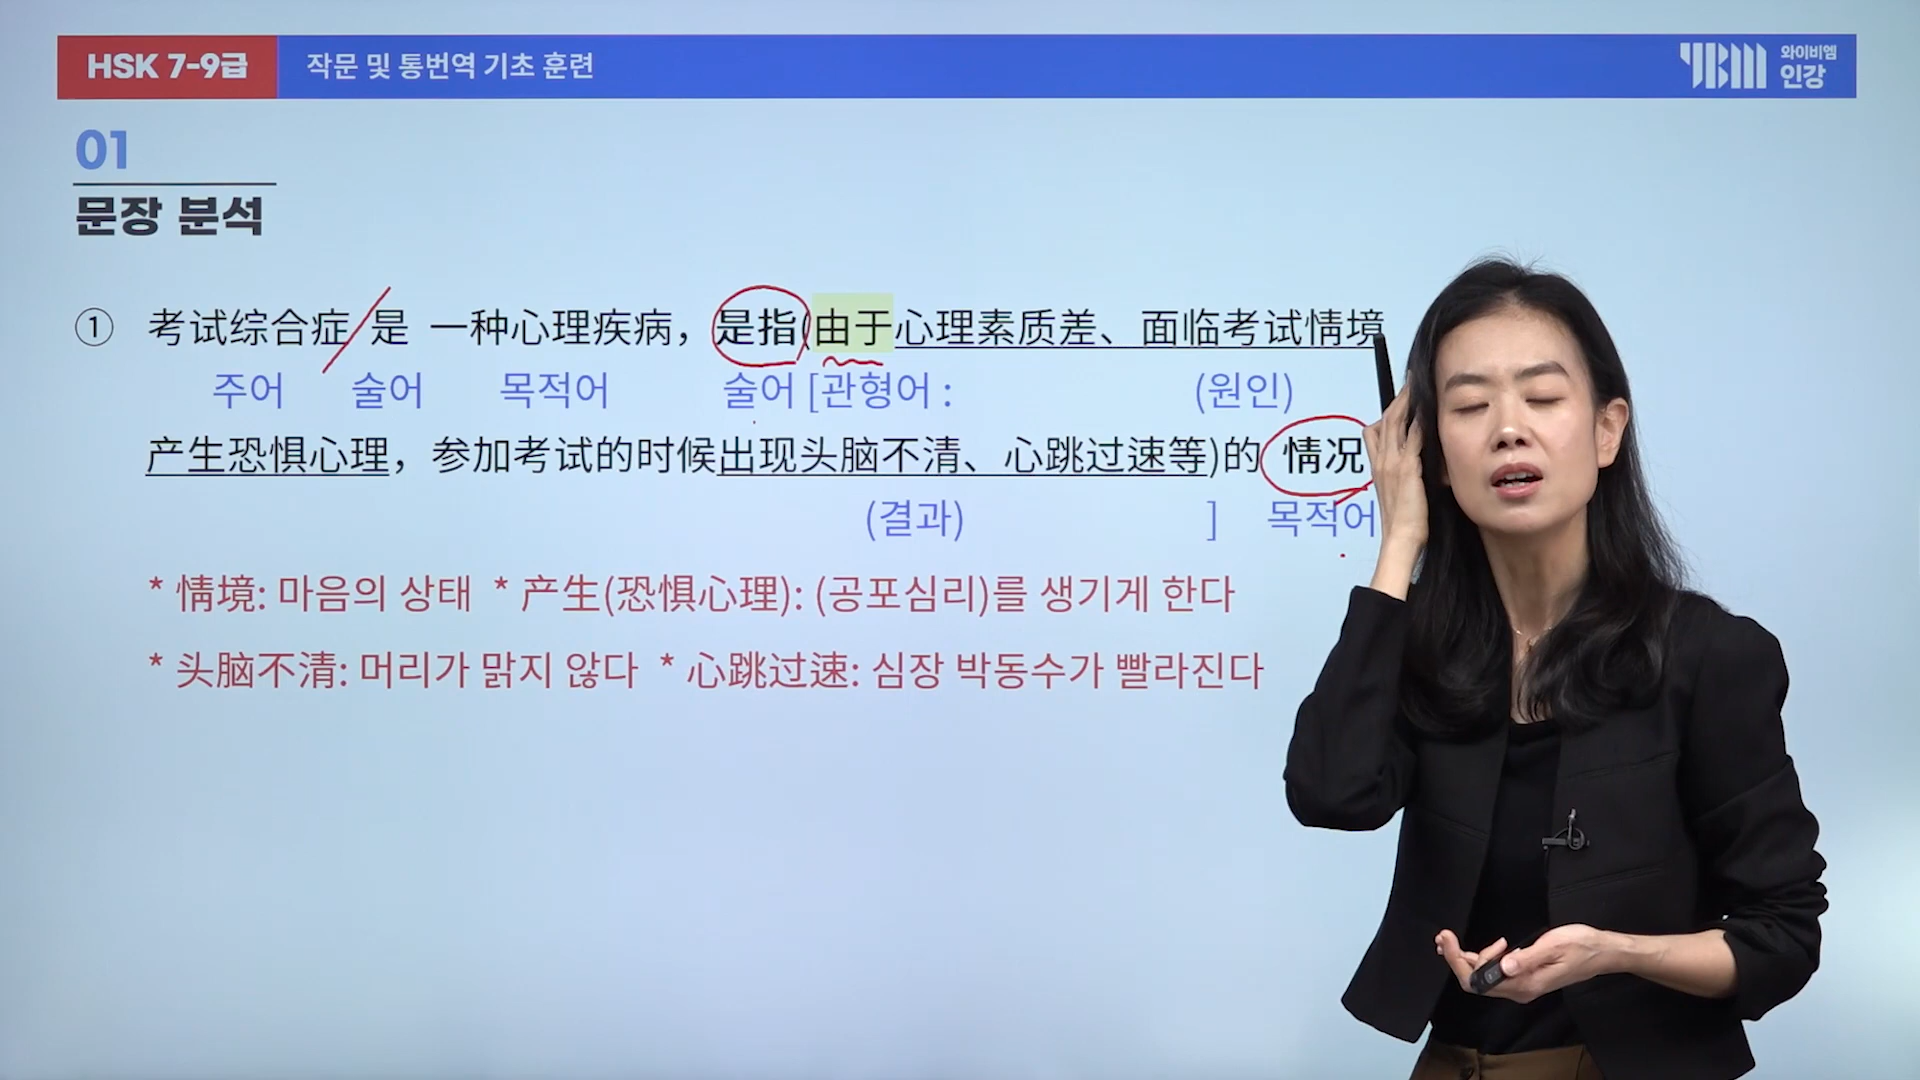 HSK 7-9급 작문 및 통번역 기초 훈련 YBM 와이비엠 인강
01
문장 분석
① 考试综合症 是 一种心理疾病，是指(由于心理素质差、面临考试情境
주어 술어 목적어 술어 [관형어 : (원인)
产生恐惧心理，参加考试的时候出现头脑不清、心跳过速等)的 情况
(결과) ] 목적어
* 情境: 마음의 상태 * 产生(恐惧心理): (공포심리)를 생기게 한다
* 头脑不清: 머리가 맑지 않다 * 心跳过速: 심장 박동수가 빨라진다